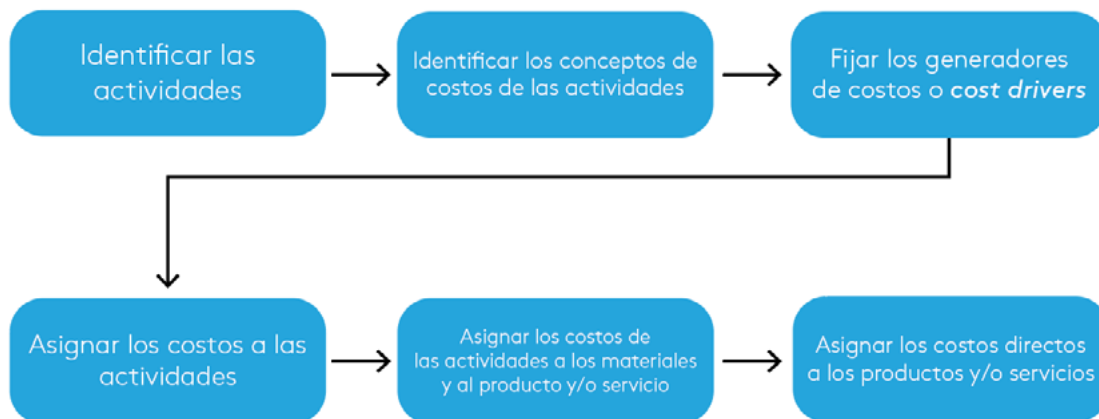 Identificar las
actividades
Identificar los conceptos de
costos de las actividades
Fijar los generadores
de costos o cost drivers
Asignar los costos a las
actividades
Asignar los costos de
las actividades a los materiales
y al producto y/o servicio
Asignar los costos directos
a los productos y/o servicios